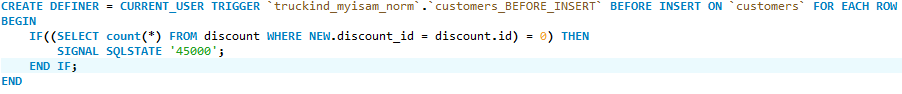 CREATE DEFINER = CURRENT_USER TRIGGER `truckind_myisam_norm`.`customers_BEFORE_INSERT` BEFORE INSERT ON `customers` FOR EACH ROW
BEGIN
    IF((SELECT count(*) FROM discount WHERE NEW.discount_id = discount.id) = 0) THEN
        SIGNAL SQLSTATE '45000';
    END IF;
END